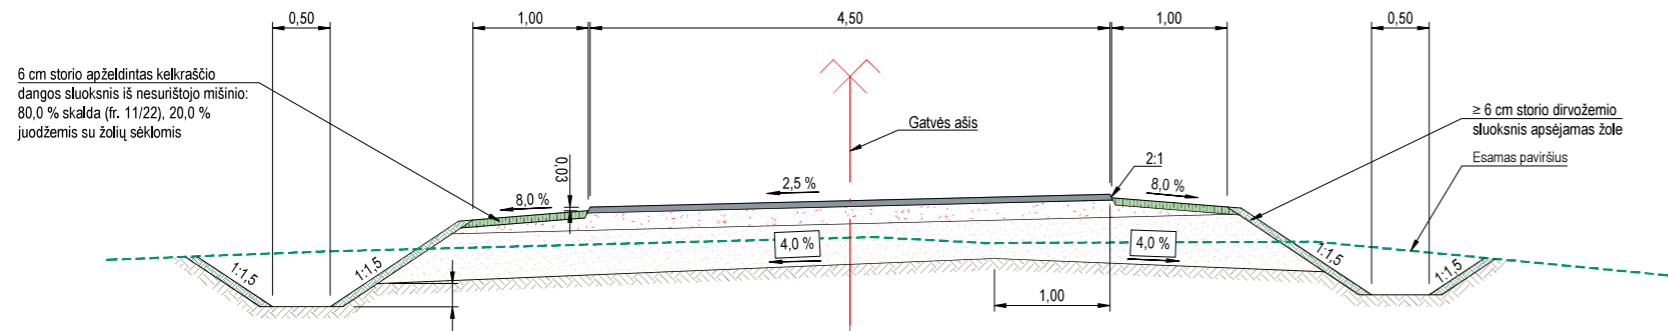 0,50
1,00
4,50
1,00
0,50
6 cm storio apželdintas kelkraščio
dangos sluoksnis iš nesurištojo mišinio:
80,0 % skalda (fr. 11/22), 20,0 %
juodžemis su žolių sėklomis
Gatvės ašis
≥ 6 cm storio dirvožemio
sluoksnis apsėjamas žole
Esamas paviršius
0,03
2:1
8,0 %
2,5 %
8,0 %
4,0 %
4,0 %
1:1,5
1:1,5
1:1,5
1:1,5
1,00